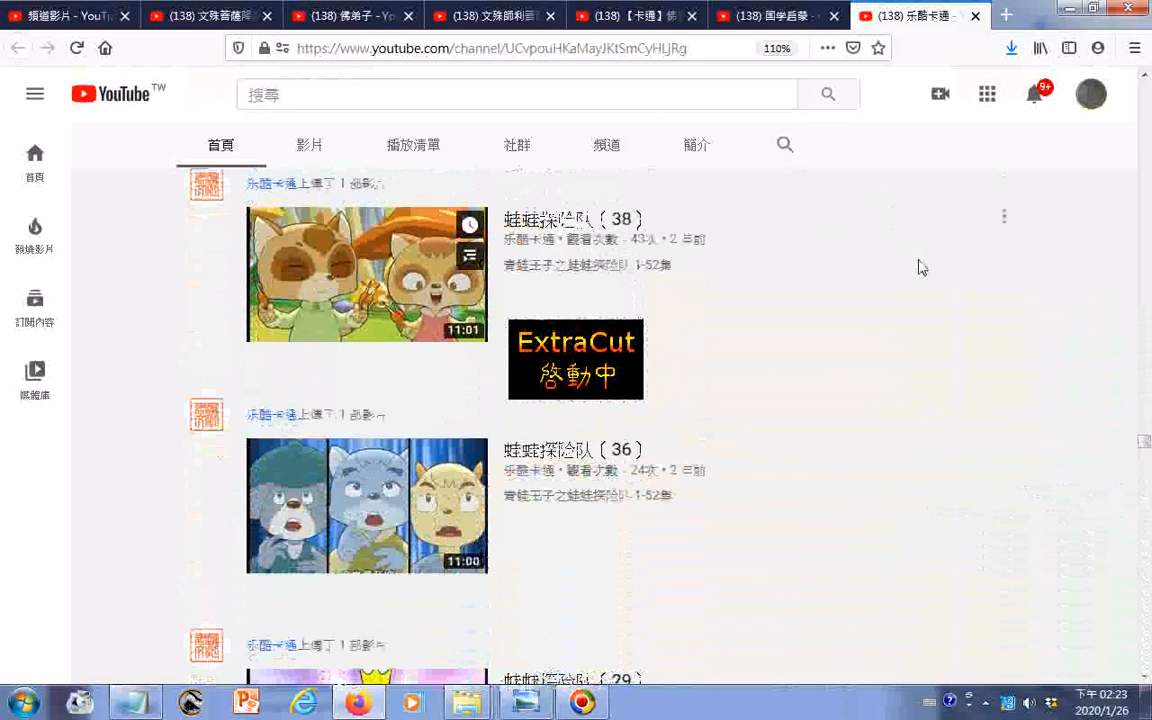 頻道影片 - YouTu
(138) 文殊菩薩降
(138) 佛弟子 - Yo
(138) 文殊師利菩
(138) 【卡通】佛
(138) 国学启蒙 -
(138) 乐酷卡通 -
https://www.youtube.com/channel/UCvpouHKaMayJKtSmCyHLjRg
110%
YouTube TW
搜尋
9+
首頁 影片 播放清單 社群 頻道 簡介
首頁
發燒影片
訂閱內容
媒體庫
乐酷卡通上傳了 1 部影片
蛙蛙探险队（38）
乐酷卡通 • 觀看次數：43次 • 2 年前
青蛙王子之蛙蛙探险队 1-52集
11:01
ExtraCut
啓動中
乐酷卡通上傳了 1 部影片
蛙蛙探险队（36）
乐酷卡通 • 觀看次數：24次 • 2 年前
青蛙王子之蛙蛙探险队 1-52集
11:00
乐酷卡通上傳了 1 部影片
蛙蛙探险队（29）
下午 02:23
2020/1/26